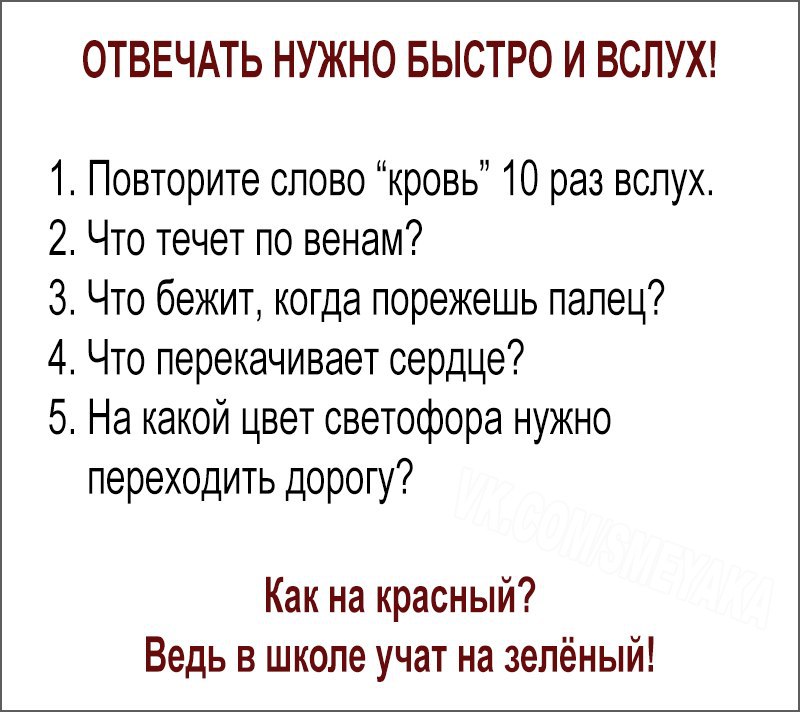 ОТВЕЧАТЬ НУЖНО БЫСТРО И ВСЛУХ!
1. Повторите слово “кровь” 10 раз вслух.
2. Что течет по венам?
3. Что бежит, когда порежешь палец?
4. Что перекачивает сердце?
5. На какой цвет светофора нужно
переходить дорогу?
VK.COM/SMEYAKA
Как на красный?
Ведь в школе учат на зелёный!